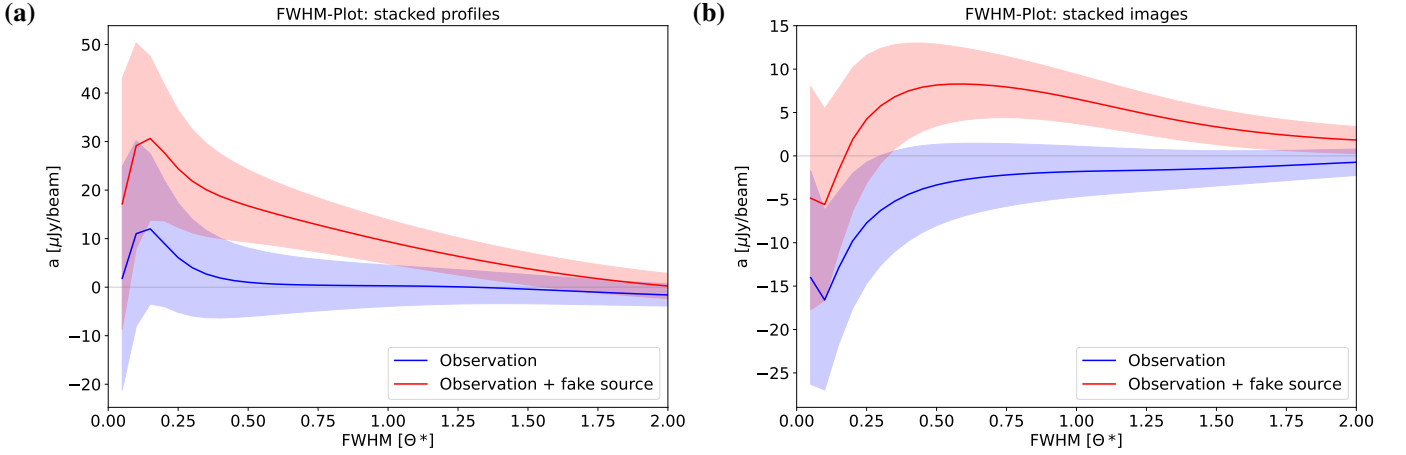 (a)
FWHM-Plot: stacked profiles
50
40
30
20
10
0
−10
−20
a [μJy/beam]
0.00 0.25 0.50 0.75 1.00 1.25 1.50 1.75 2.00
FWHM [Θ*]
Observation
Observation + fake source
(b)
FWHM-Plot: stacked images
15
10
5
0
−5
−10
−15
−20
−25
a [μJy/beam]
0.00 0.25 0.50 0.75 1.00 1.25 1.50 1.75 2.00
FWHM [Θ*]
Observation
Observation + fake source